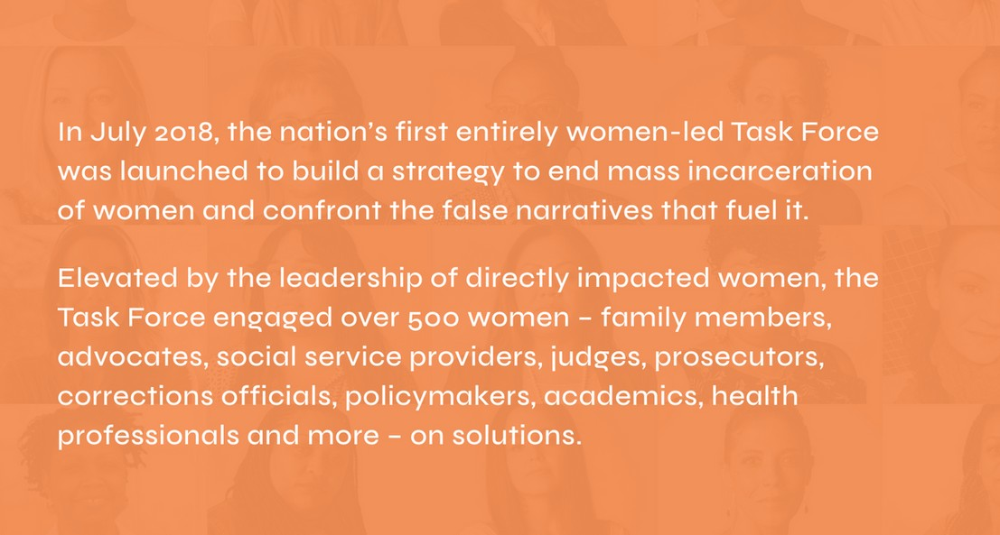 In July 2018, the nation’s first entirely women-led Task Force
was launched to build a strategy to end mass incarceration
of women and confront the false narratives that fuel it.
Elevated by the leadership of directly impacted women, the
Task Force engaged over 500 women – family members,
advocates, social service providers, judges, prosecutors,
corrections officials, policymakers, academics, health
professionals and more – on solutions.